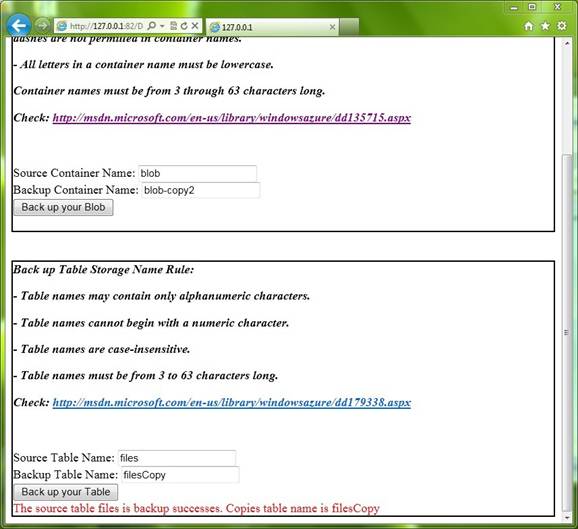 http://127.0.0.1:82/D
127.0.0.1
dashes are not permitted in container names.
- All letters in a container name must be lowercase.
Container names must be from 3 through 63 characters long.
Check: http://msdn.microsoft.com/en-us/library/windowsazure/dd135715.aspx
Source Container Name: blob
Backup Container Name: blob-copy2
Back up your Blob
Back up Table Storage Name Rule:
- Table names may contain only alphanumeric characters.
- Table names cannot begin with a numeric character.
- Table names are case-insensitive.
- Table names must be from 3 to 63 characters long.
Check: http://msdn.microsoft.com/en-us/library/windowsazure/dd179338.aspx
Source Table Name: files
Backup Table Name: filesCopy
Back up your Table
The source table files is backup successes. Copies table name is filesCopy